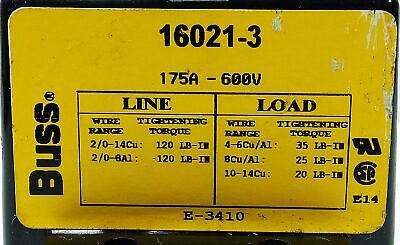 16021-3
175A - 600V
Buss®
LINE
WIRE RANGE TIGHTENING TORQUE
2/0-14Cu: 120 LB-IN
2/0-8Al: -120 LB-IN
LOAD
WIRE RANGE TIGHTENING TORQUE
4-6Cu/Al: 35 LB-IN
8Cu/Al: 25 LB-IN
10-14Cu: 20 LB-IN
SA
E14
E-3410